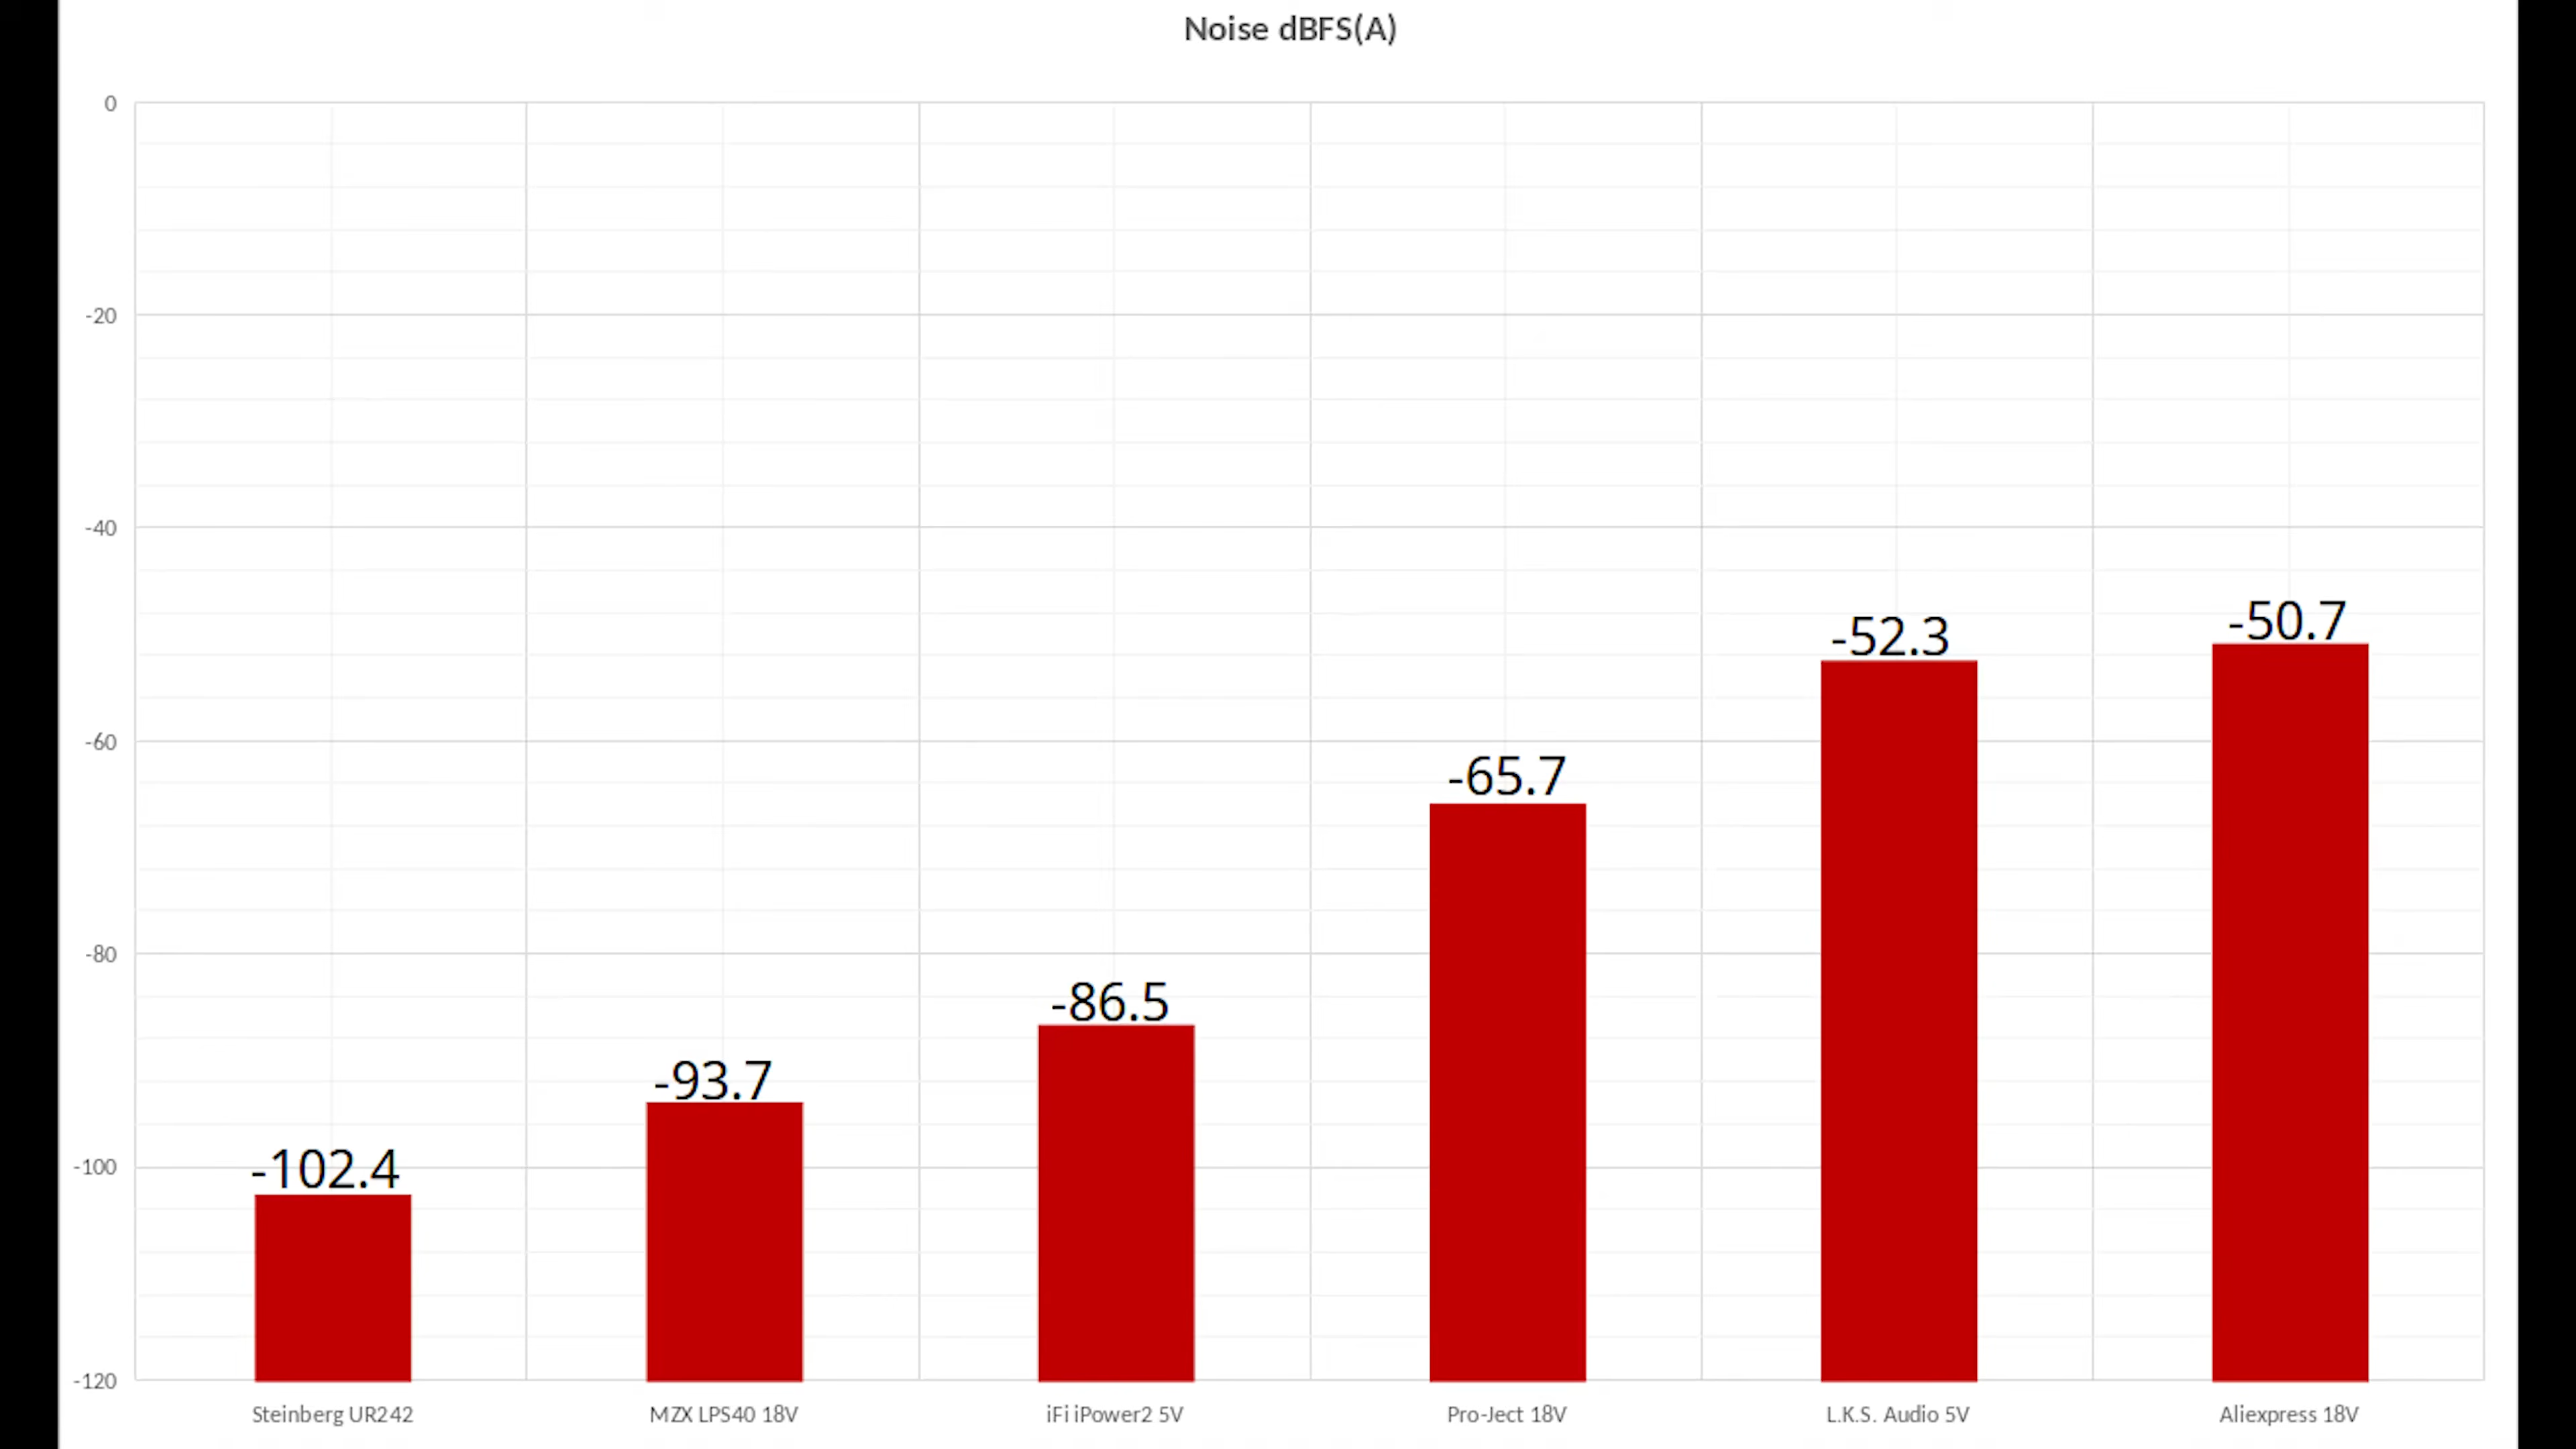 Noise dBFS(A)
0
-20
-40
-60
-80
-100
-120
-102.4
-93.7
-86.5
-65.7
-52.3
-50.7
Steinberg UR242
MZX LPS40 18V
iFi iPower2 5V
Pro-Ject 18V
L.K.S. Audio 5V
Aliexpress 18V